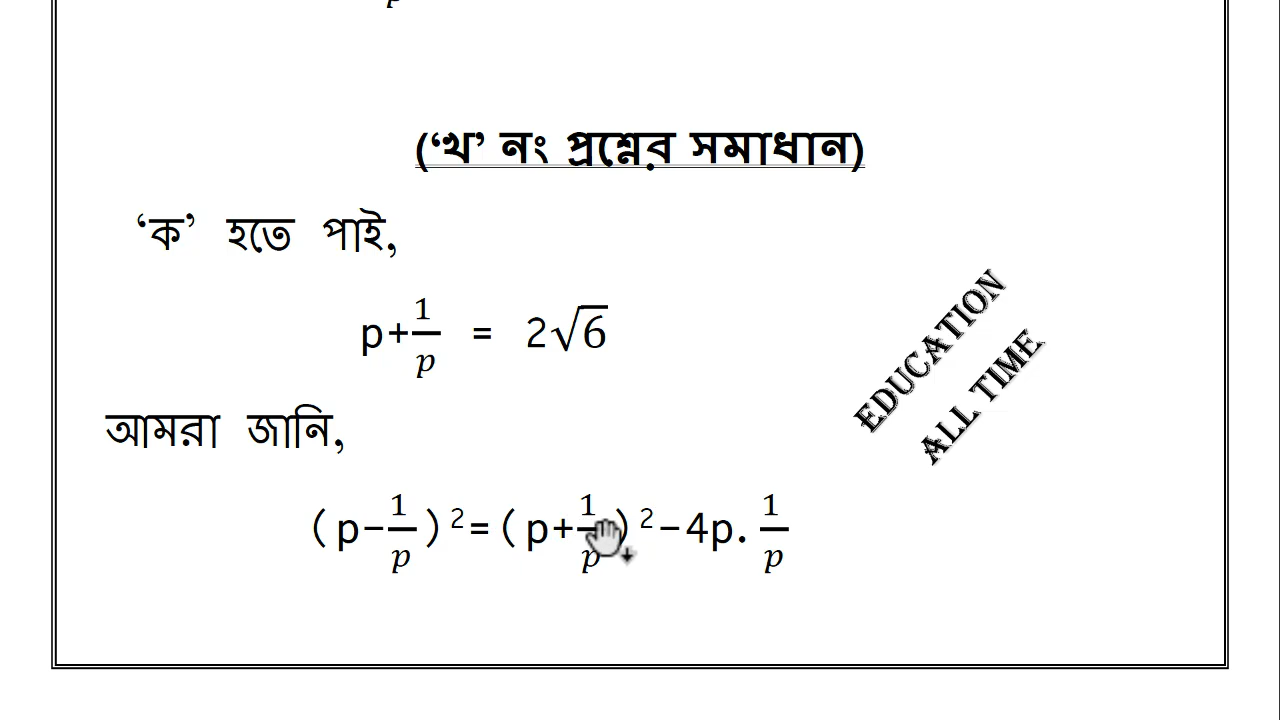 p
(‘খ’ নং প্রশ্নের সমাধান)
‘ক’ হতে পাই,
p+1/p = 2√6
আমরা জানি,
(p-1/p)²=(p+1/p)²-4p.1/p
EDUCATION
ALL TIME